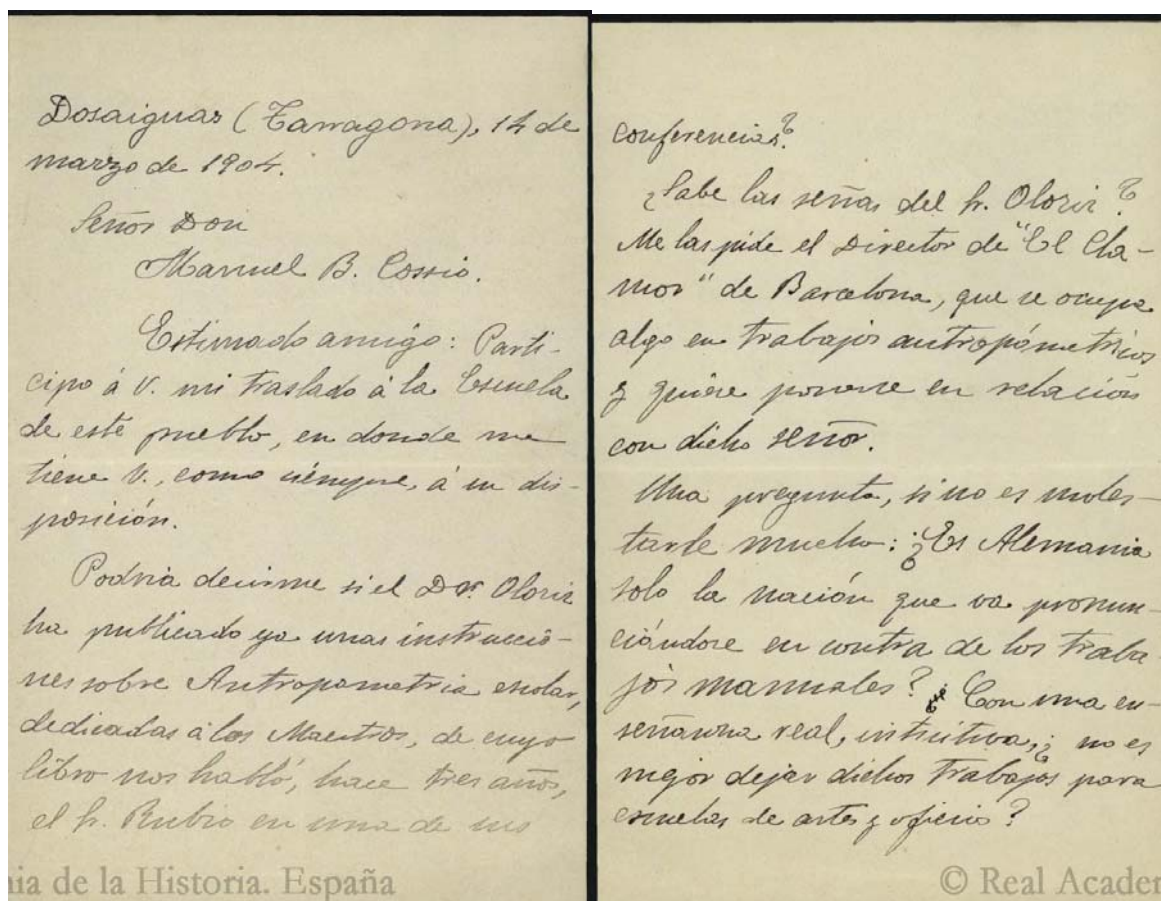 Dosaiguas (Tarragona), 14 de
marzo de 1904.
Señor Don
Manuel B. Cossio.
Estimado amigo: Parti-
cipo á V. mi traslado á la Escuela
de este pueblo, en donde me
tiene V., como siempre, á su dis-
posición.
Podria decirme si el Dor. Oloriz
ha publicado ya unas instruccio-
nes sobre Antropometria escolar,
dedicadas á los Maestros, de cuyo
libro nos habló, hace tres años,
el Sr. Rubio en una de sus
conferencias?
¿Sabe las señas del Sr. Oloriz?
Me las pide el Director de "El Cla-
mor" de Barcelona, que se ocupa
algo en trabajos antropométricos
y quiere ponerse en relación
con dicho señor.
Una pregunta, si no es moles-
tarle mucho: ¿Es Alemania
solo la nación que va pronun-
ciándose en contra de los traba-
jos manuales? Con una en-
señanza real, intuitiva, ¿no es
mejor dejar dichos trabajos para
escuelas de artes y oficios?
ia de la Historia. España
© Real Academ